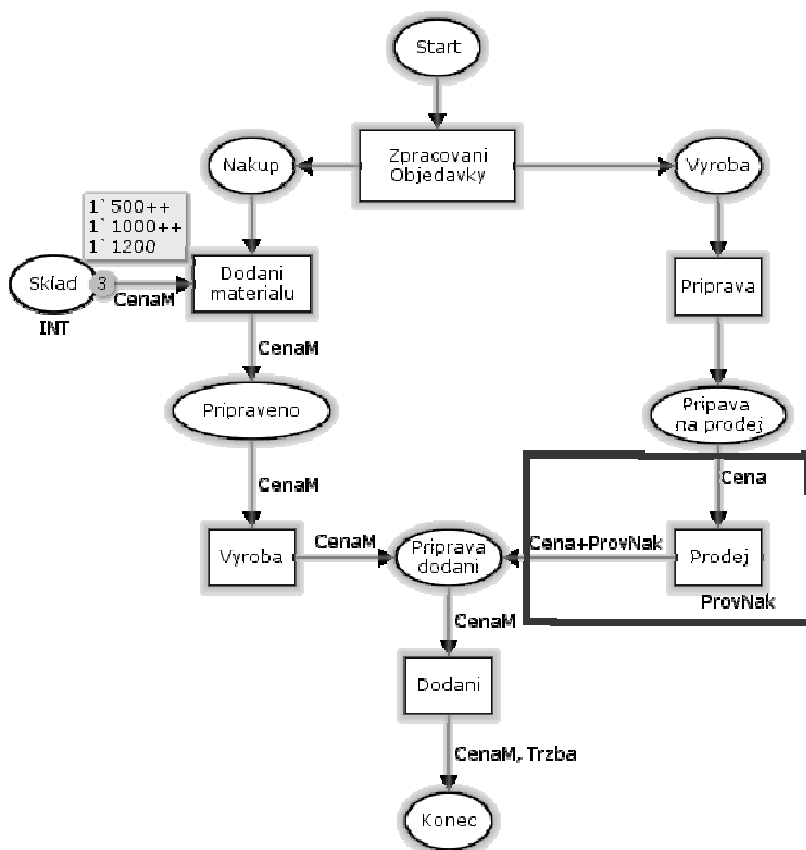 Start
Zpracovani
Objedavky
Nakup
Vyroba
1`500++
1`1000++
1`1200
Sklad
3
CenaM
INT
Dodani
materialu
Priprava
CenaM
Pripraveno
Pripava
na prodej
CenaM
Cena
Vyroba
CenaM
Priprava
dodani
Cena+ProvNak
Prodej
ProvNak
CenaM
Dodani
CenaM, Trzba
Konec